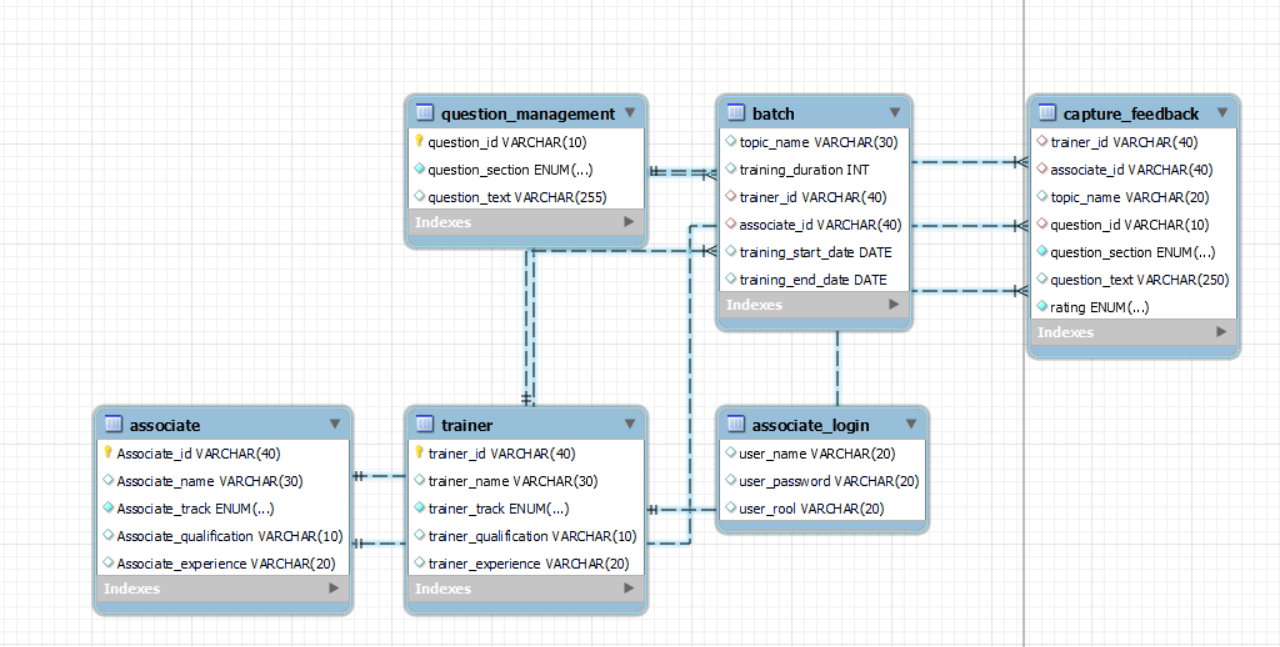 question_management
question_id VARCHAR(10)
question_section ENUM(...)
question_text VARCHAR(255)
Indexes
batch
topic_name VARCHAR(30)
training_duration INT
trainer_id VARCHAR(40)
associate_id VARCHAR(40)
training_start_date DATE
training_end_date DATE
Indexes
capture_feedback
trainer_id VARCHAR(40)
associate_id VARCHAR(40)
topic_name VARCHAR(20)
question_id VARCHAR(10)
question_section ENUM(...)
question_text VARCHAR(250)
rating ENUM(...)
Indexes
associate
Associate_id VARCHAR(40)
Associate_name VARCHAR(30)
Associate_track ENUM(...)
Associate_qualification VARCHAR(10)
Associate_experience VARCHAR(20)
Indexes
trainer
trainer_id VARCHAR(40)
trainer_name VARCHAR(30)
trainer_track ENUM(...)
trainer_qualification VARCHAR(10)
trainer_experience VARCHAR(20)
Indexes
associate_login
user_name VARCHAR(20)
user_password VARCHAR(20)
user_rool VARCHAR(20)